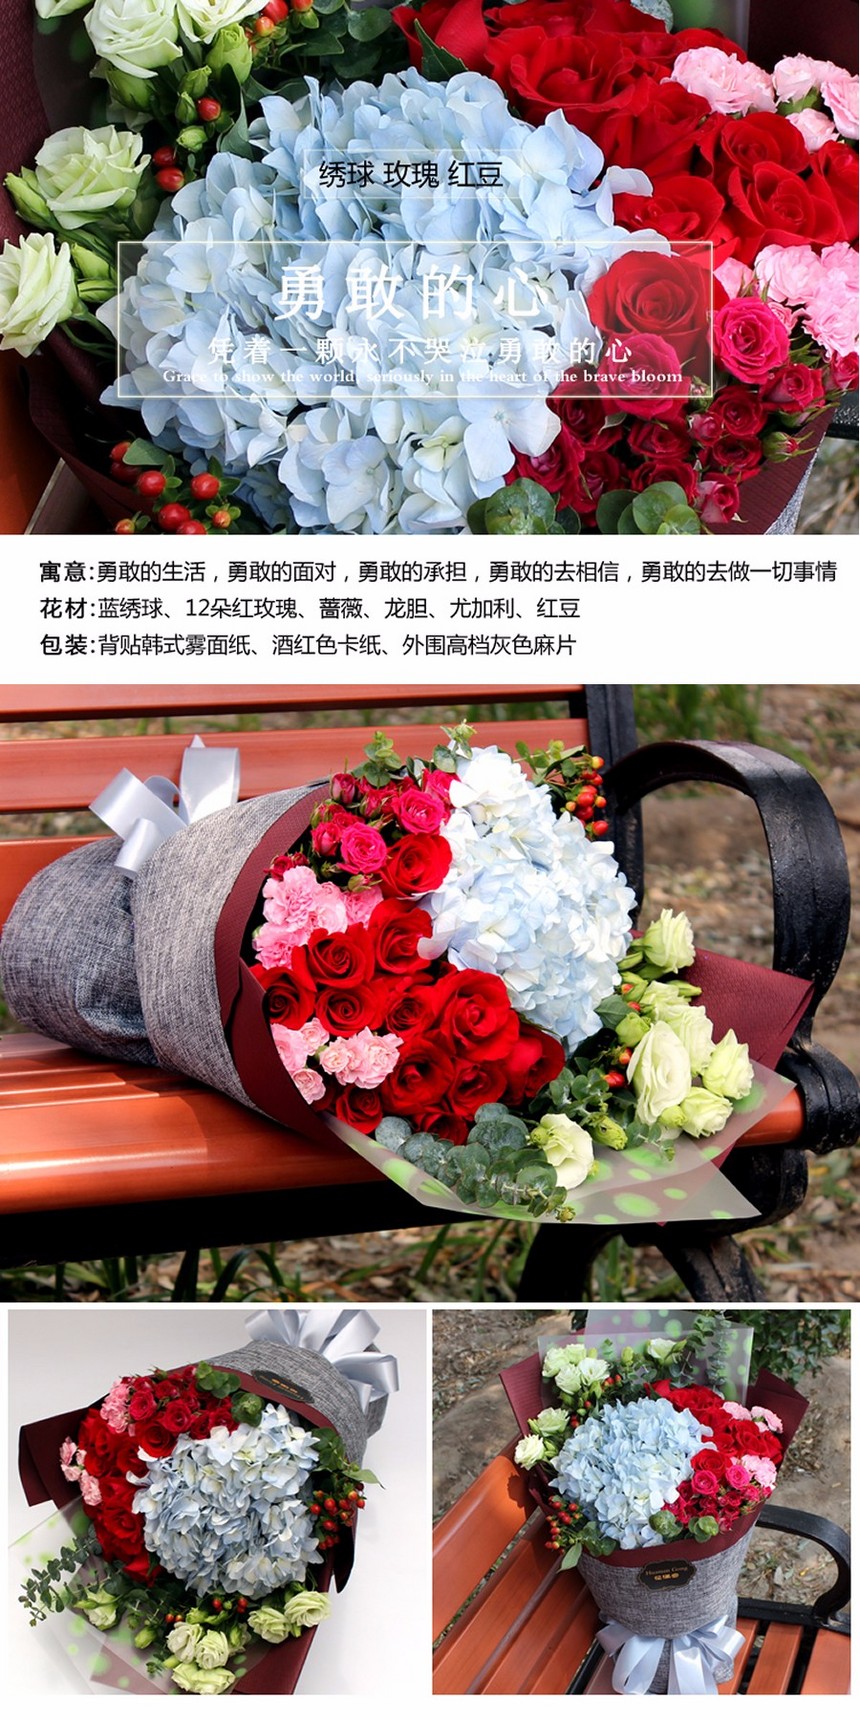 绣球 玫瑰 红豆
勇敢的心
凭着一颗永不哭泣勇敢的心
Grace to show the world, seriously in the heart of the brave bloom
寓意:勇敢的生活，勇敢的面对，勇敢的承担，勇敢的去相信，勇敢的去做一切事情
花材:蓝绣球、12朵红玫瑰、蔷薇、龙胆、尤加利、红豆
包装:背贴韩式雾面纸、酒红色卡纸、外围高档灰色麻片